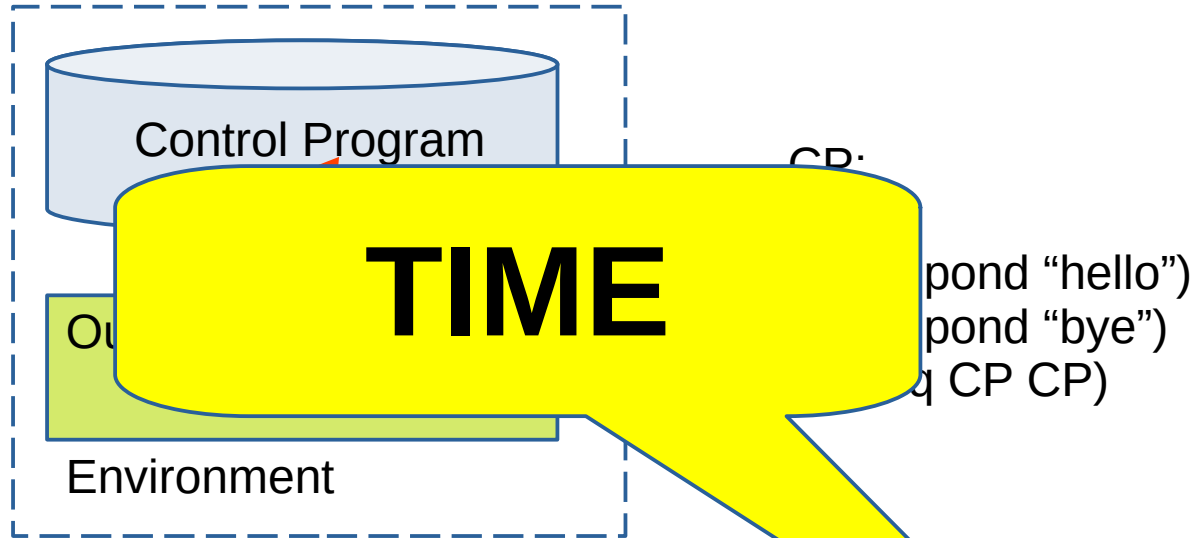 Control Program
CP:
TIME
pond “hello”)
Ou
pond “bye”)
q CP CP)
Environment